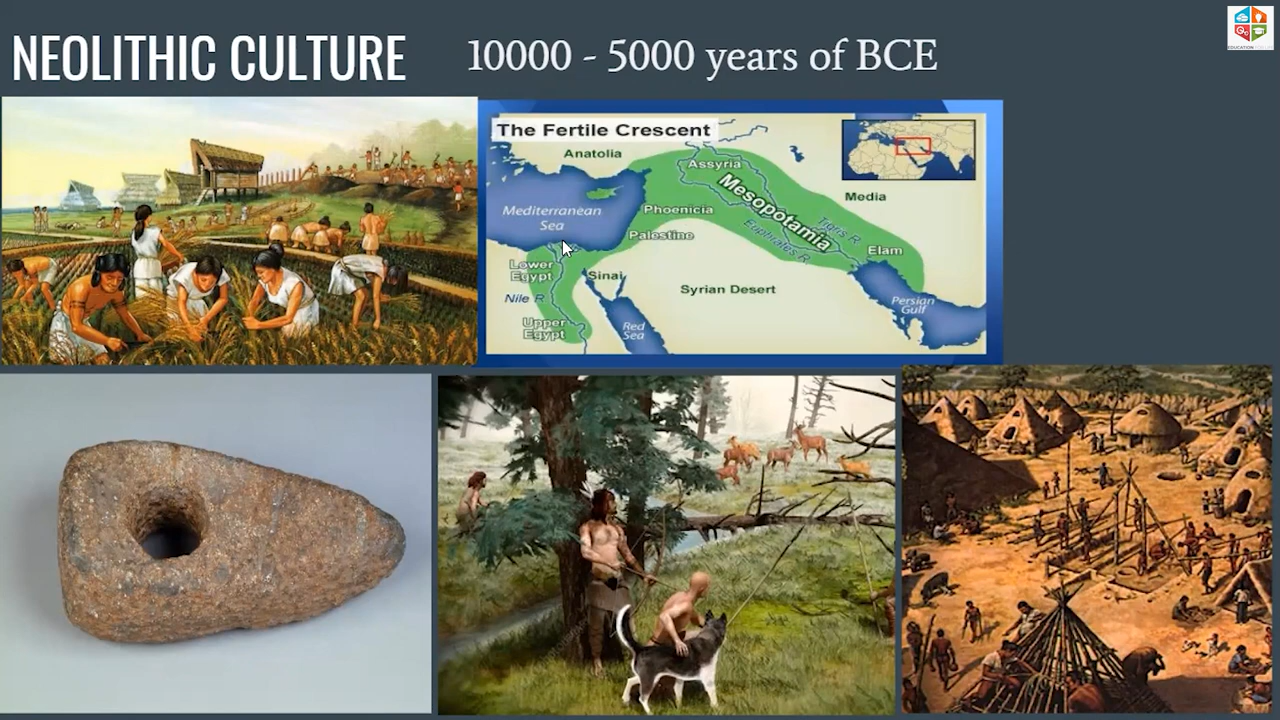 NEOLITHIC CULTURE
10000 - 5000 years of BCE
The Fertile Crescent
Anatolia
Assyria
Mesopotamia
Media
Mediterranean
Sea
Phoenicia
Palestine
Tigris R.
Euphrates R.
Elam
Lower
Egypt
Sinai
Nile R.
Syrian Desert
Persian
Gulf
Upper
Egypt
Red
Sea